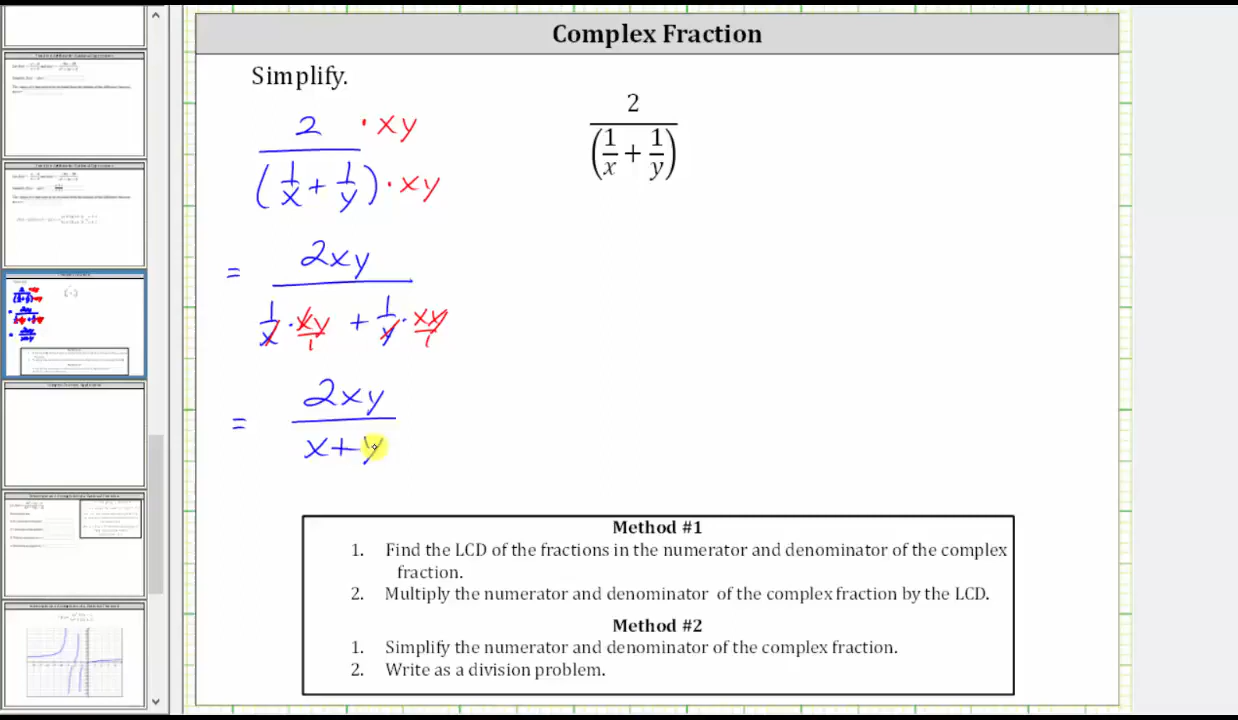 Complex Fraction
Simplify.
2 · xy
(1/x + 1/y) · xy
2
(1/x + 1/y)
= 2xy
1/x · xy/1 + 1/y · xy/1
= 2xy
x+y
Method #1
1. Find the LCD of the fractions in the numerator and denominator of the complex
fraction.
2. Multiply the numerator and denominator of the complex fraction by the LCD.
Method #2
1. Simplify the numerator and denominator of the complex fraction.
2. Write as a division problem.